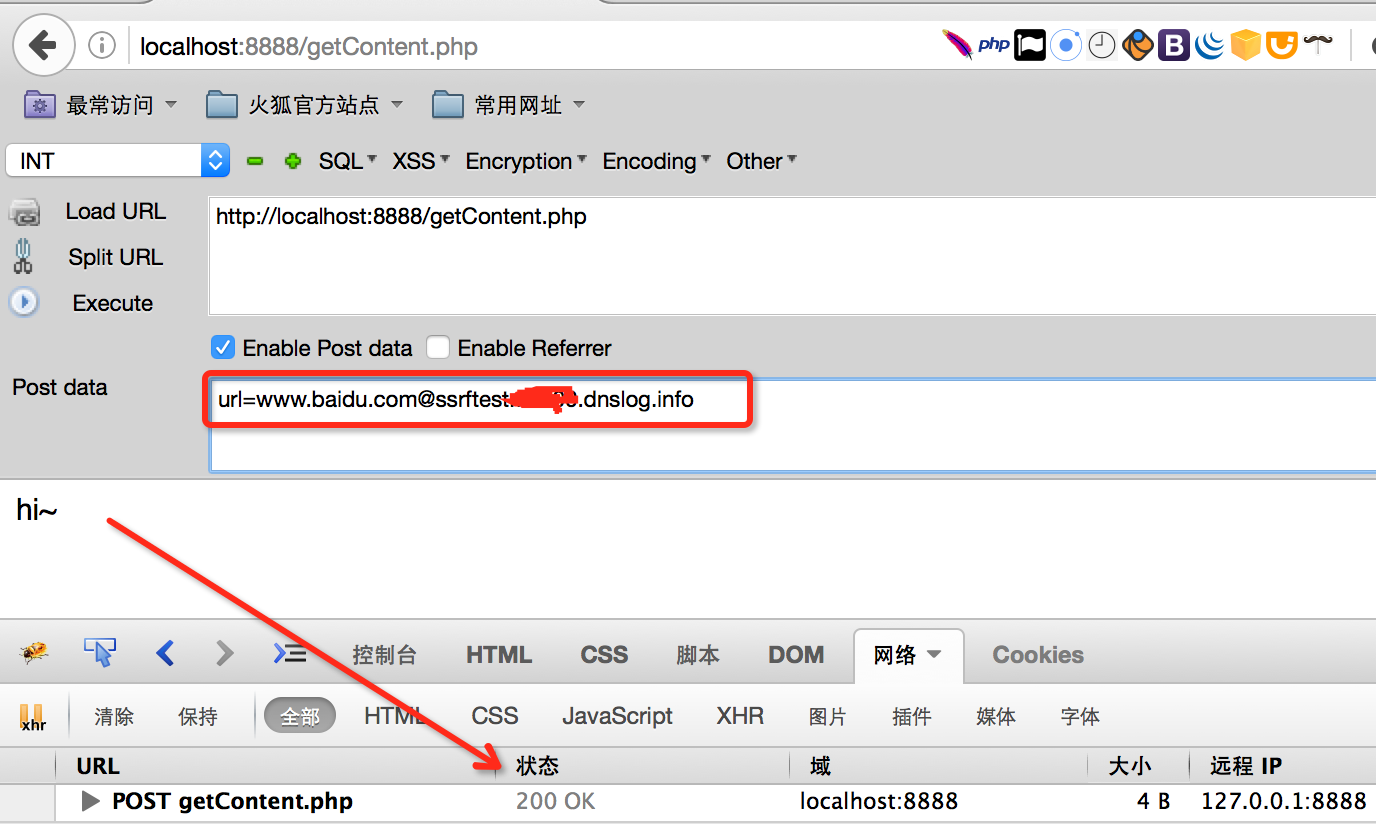 localhost:8888/getContent.php php B
最常访问 火狐官方站点 常用网址
INT SQL XSS Encryption Encoding Other
Load URL http://localhost:8888/getContent.php
Split URL
Execute
Enable Post data Enable Referrer
Post data url=www.baidu.com@ssrftest.dnslog.info
hi~
控制台 HTML CSS 脚本 DOM 网络 Cookies
xhr 清除 保持 全部 HTML CSS JavaScript XHR 图片 插件 媒体 字体
URL 状态 域 大小 远程 IP
POST getContent.php 200 OK localhost:8888 4 B 127.0.0.1:8888